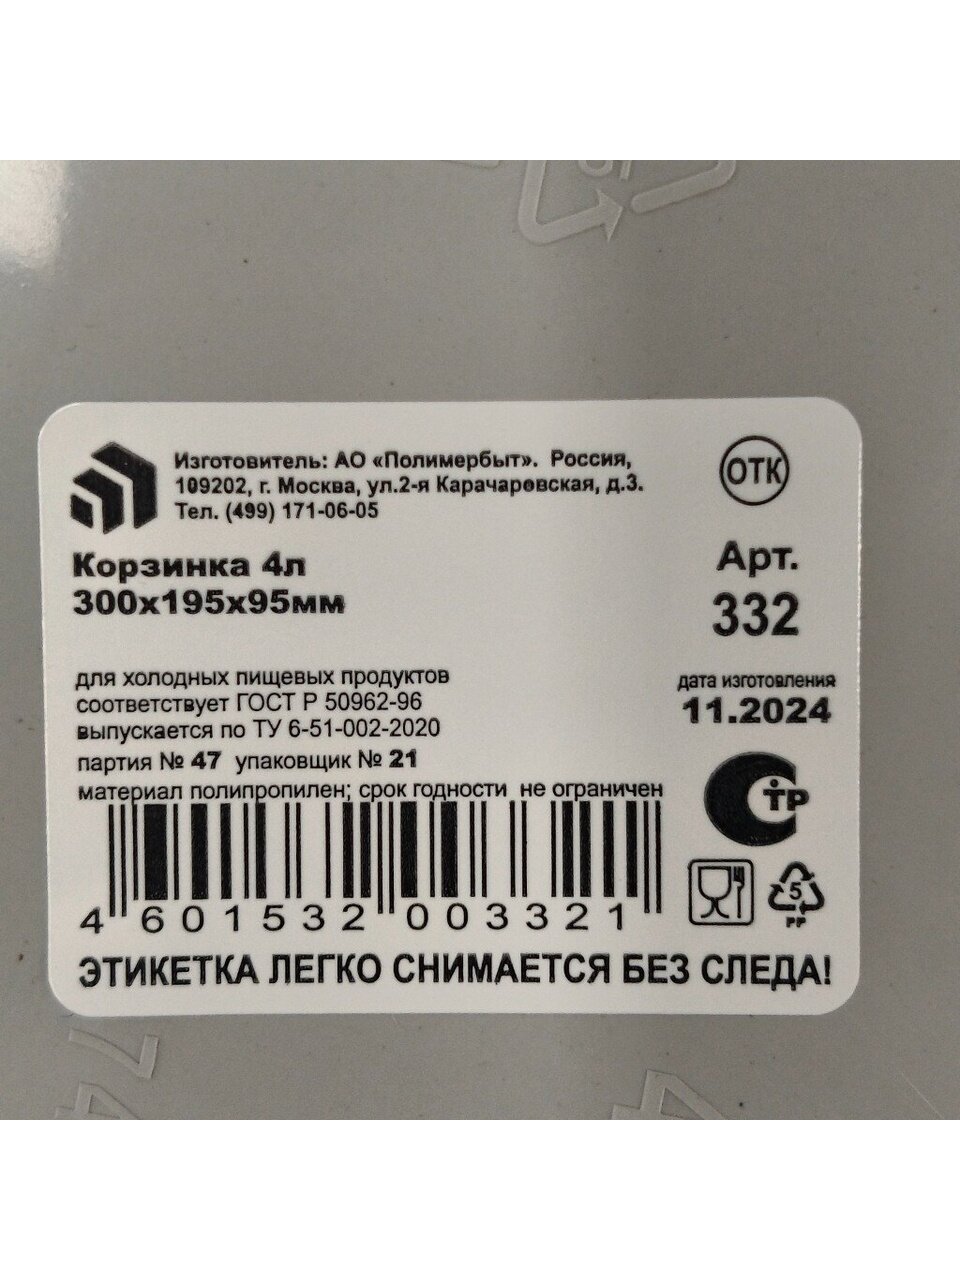 Изготовитель: АО «Полимербыт». Россия,
109202, г. Москва, ул.2-я Карачаровская, д.3.
Тел. (499) 171-06-05
ОТК
Корзинка 4л
300х195х95мм
Арт.
332
для холодных пищевых продуктов
соответствует ГОСТ Р 50962-96
выпускается по ТУ 6-51-002-2020
партия № 47 упаковщик № 21
материал полипропилен; срок годности не ограничен
дата изготовления
11.2024
СТР
5
PP
4 601532 003321
ЭТИКЕТКА ЛЕГКО СНИМАЕТСЯ БЕЗ СЛЕДА!